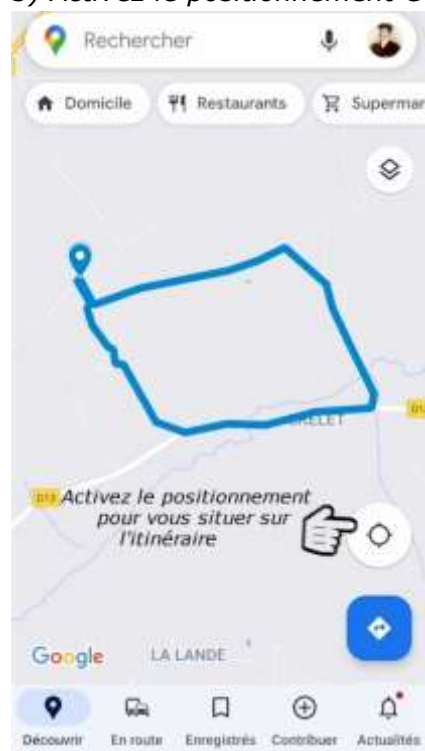 Rechercher
Domicile
Restaurants
Supermar
D13
Activez le positionnement
pour vous situer sur
l'itinéraire
Google
LA LANDE
Découvrir
En route
Enregistrés
Contribuer
Actualités